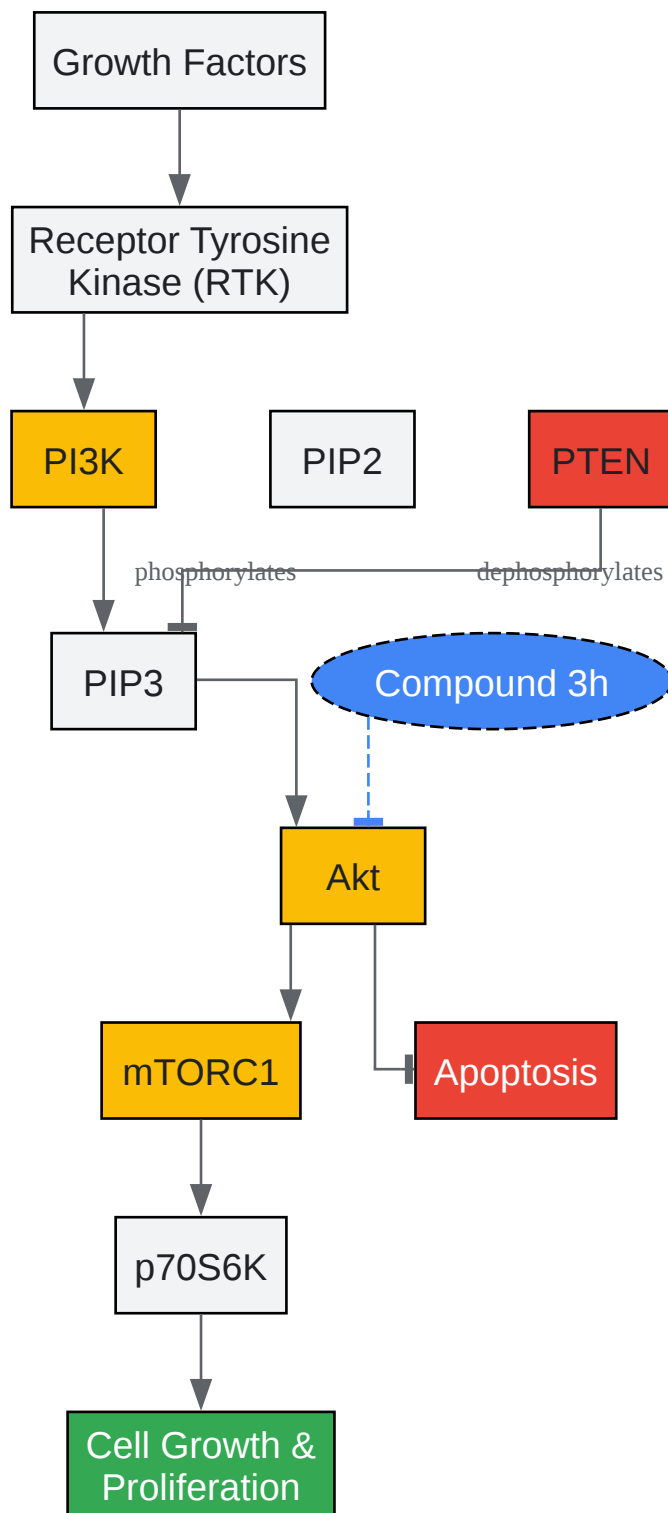 Growth Factors
Receptor Tyrosine
Kinase (RTK)
PI3K
PIP2
PTEN
phosphorylates
dephosphorylates
PIP3
Compound 3h
Akt
mTORC1
Apoptosis
p70S6K
Cell Growth &
Proliferation